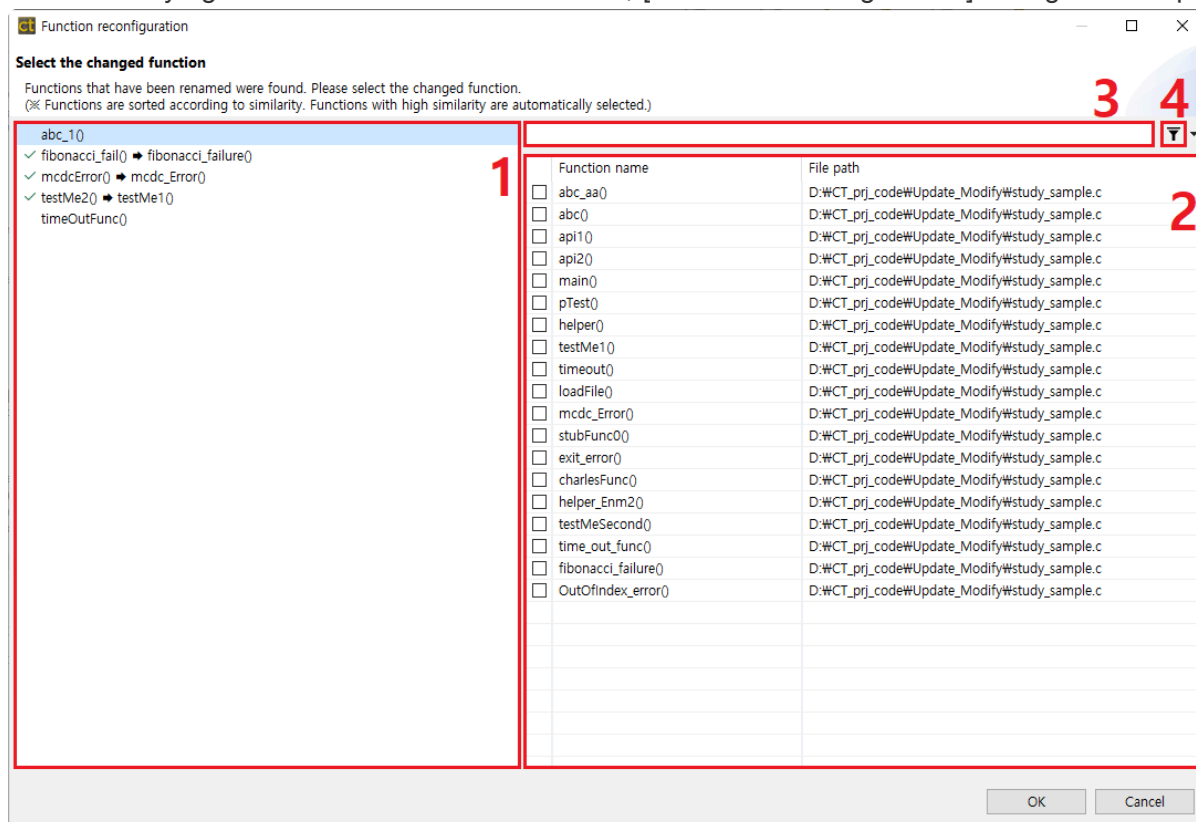 Function reconfiguration
Select the changed function
Functions that have been renamed were found. Please select the changed function.
(※ Functions are sorted according to similarity. Functions with high similarity are automatically selected.)
3
4
abc_1()
✓ fibonacci_fail() ➡ fibonacci_failure()
✓ mcdcError() ➡ mcdc_Error()
✓ testMe2() ➡ testMe1()
timeOutFunc()
1
2
Function name File path
abc_aa() D:₩CT_prj_code₩Update_Modify₩study_sample.c
abc() D:₩CT_prj_code₩Update_Modify₩study_sample.c
api1() D:₩CT_prj_code₩Update_Modify₩study_sample.c
api2() D:₩CT_prj_code₩Update_Modify₩study_sample.c
main() D:₩CT_prj_code₩Update_Modify₩study_sample.c
pTest() D:₩CT_prj_code₩Update_Modify₩study_sample.c
helper() D:₩CT_prj_code₩Update_Modify₩study_sample.c
testMe1() D:₩CT_prj_code₩Update_Modify₩study_sample.c
timeout() D:₩CT_prj_code₩Update_Modify₩study_sample.c
loadFile() D:₩CT_prj_code₩Update_Modify₩study_sample.c
mcdc_Error() D:₩CT_prj_code₩Update_Modify₩study_sample.c
stubFunc0() D:₩CT_prj_code₩Update_Modify₩study_sample.c
exit_error() D:₩CT_prj_code₩Update_Modify₩study_sample.c
charlesFunc() D:₩CT_prj_code₩Update_Modify₩study_sample.c
helper_Enm2() D:₩CT_prj_code₩Update_Modify₩study_sample.c
testMeSecond() D:₩CT_prj_code₩Update_Modify₩study_sample.c
time_out_func() D:₩CT_prj_code₩Update_Modify₩study_sample.c
fibonacci_failure() D:₩CT_prj_code₩Update_Modify₩study_sample.c
OutOfIndex_error() D:₩CT_prj_code₩Update_Modify₩study_sample.c
OK Cancel